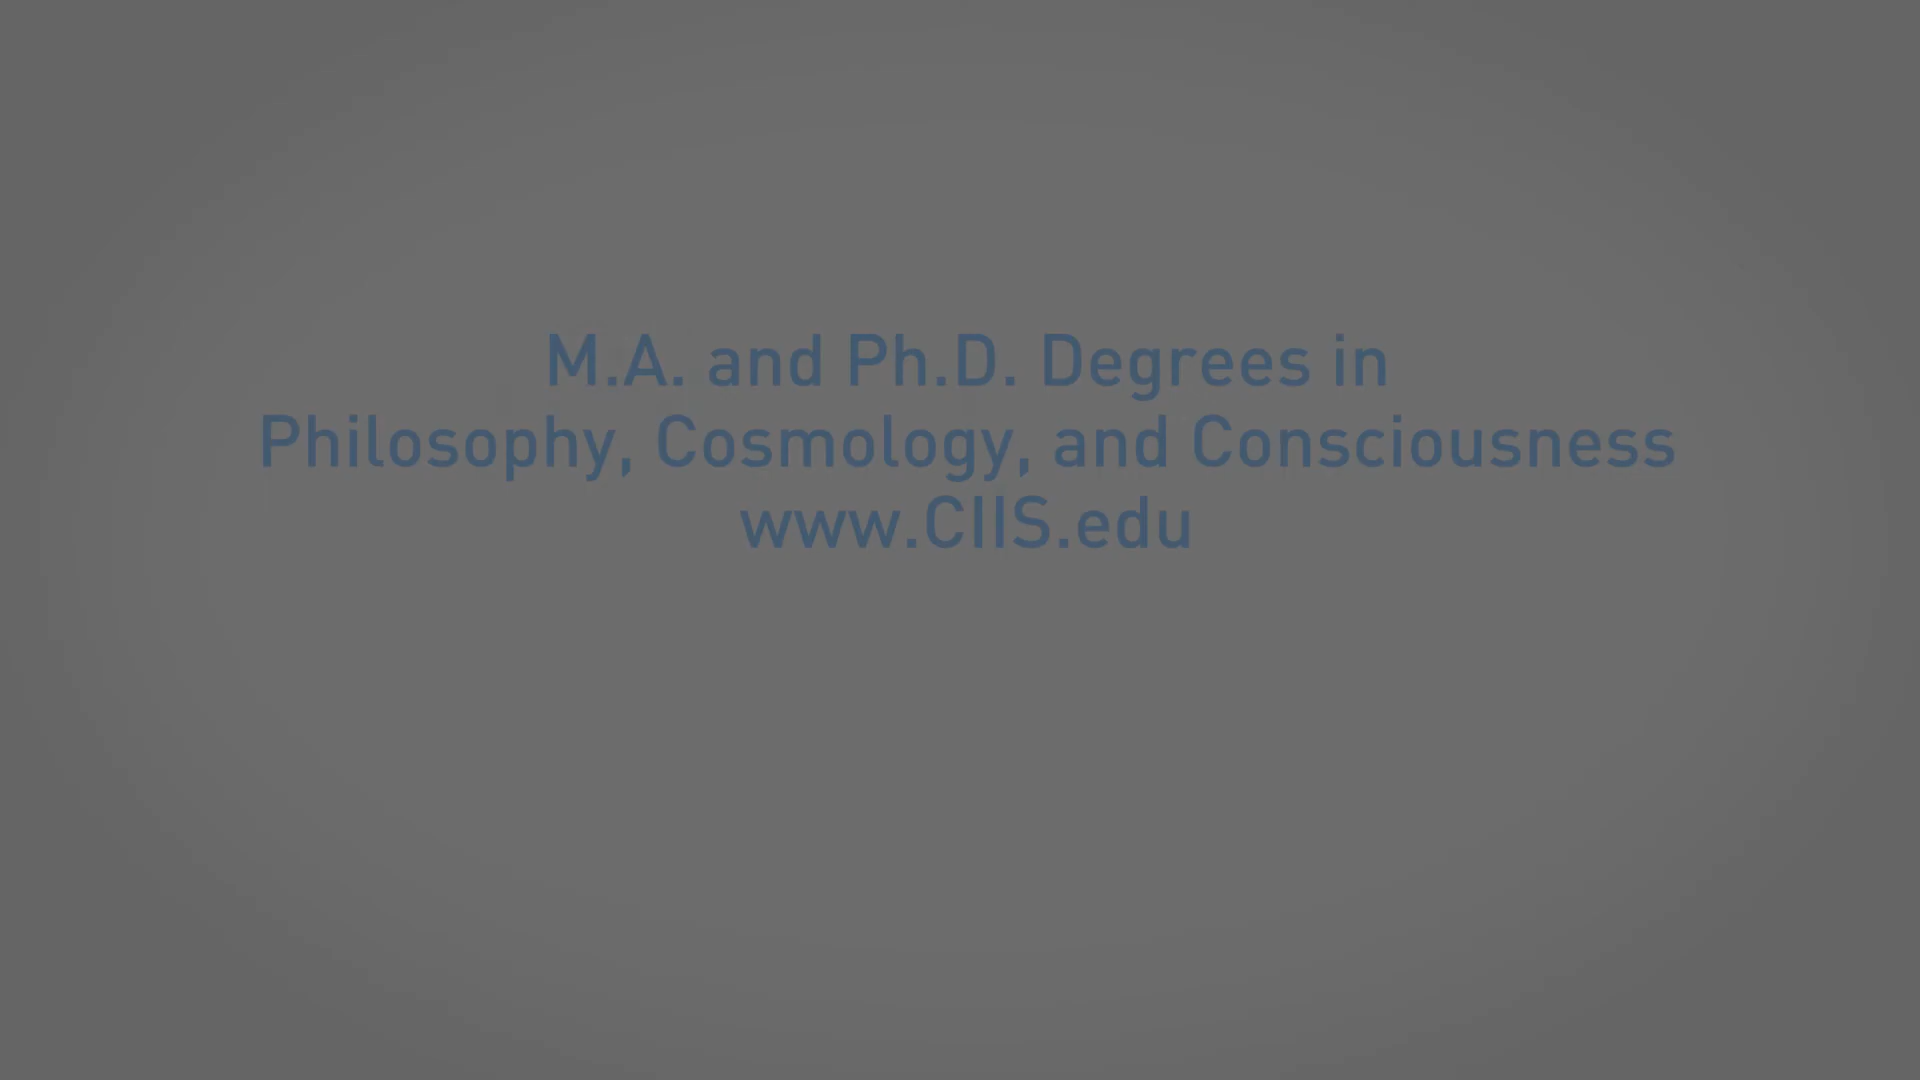 M.A. and Ph.D. Degrees in
Philosophy, Cosmology, and Consciousness
www.CIIS.edu